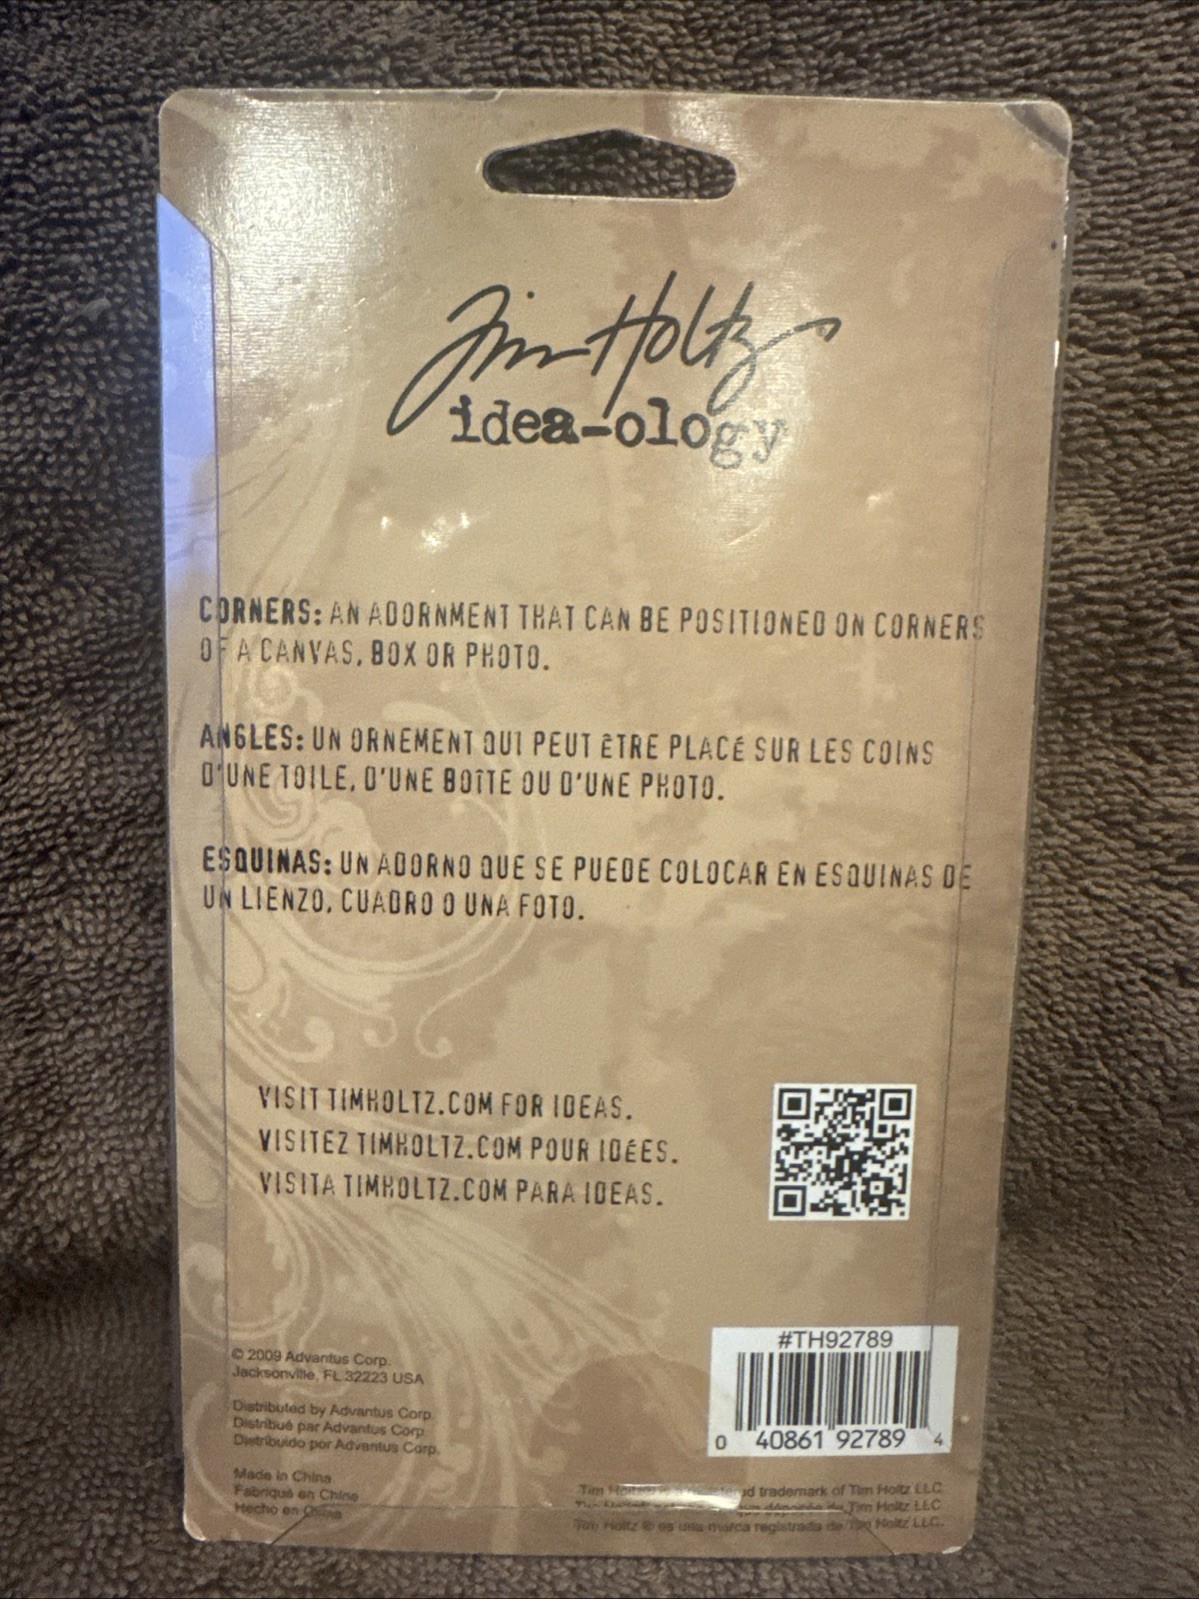 Tim Holtz
idea-ology
CORNERS: AN ADORNMENT THAT CAN BE POSITIONED ON CORNERS
OF A CANVAS, BOX OR PHOTO.
ANGLES: UN ORNEMENT QUI PEUT ÊTRE PLACÉ SUR LES COINS
D'UNE TOILE, D'UNE BOÎTE OU D'UNE PHOTO.
ESQUINAS: UN ADORNO QUE SE PUEDE COLOCAR EN ESQUINAS DE
UN LIENZO, CUADRO O UNA FOTO.
VISIT TIMHOLTZ.COM FOR IDEAS.
VISITEZ TIMHOLTZ.COM POUR IDÉES.
VISITA TIMHOLTZ.COM PARA IDEAS.
#TH92789
0 40861 92789 4
© 2009 Advantus Corp.
Jacksonville, FL 32223 USA
Distributed by Advantus Corp.
Distribué par Advantus Corp.
Distribuido por Advantus Corp.
Made in China
Fabriqué en Chine
Hecho en China
Tim Holtz trademark of Tim Holtz LLC
Tim Holtz déposée de Tim Holtz LLC
Tim Holtz ® es una marca registrada de Tim Holtz LLC.